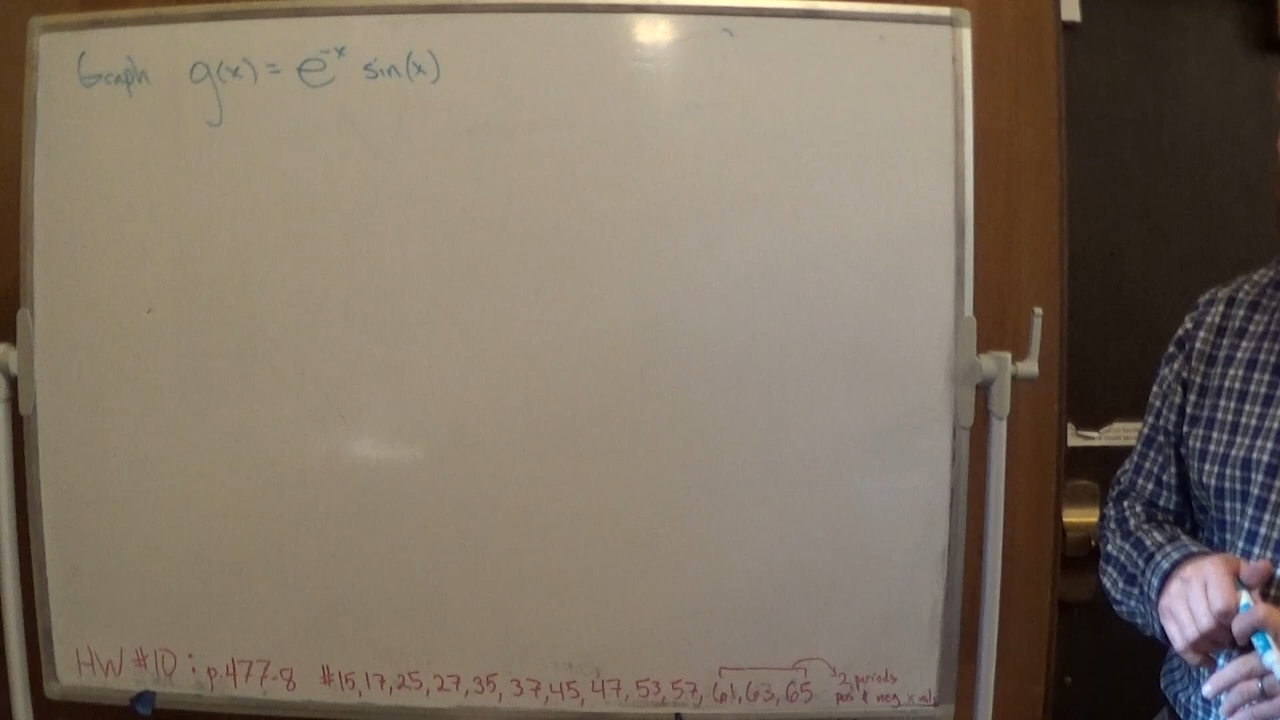 Graph g(x) = e^-x sin(x)
HW #10 : p.477-8 #15,17,25,27,35,37,45,47,53,57,61,63,65
2 periods
pos & neg x vals